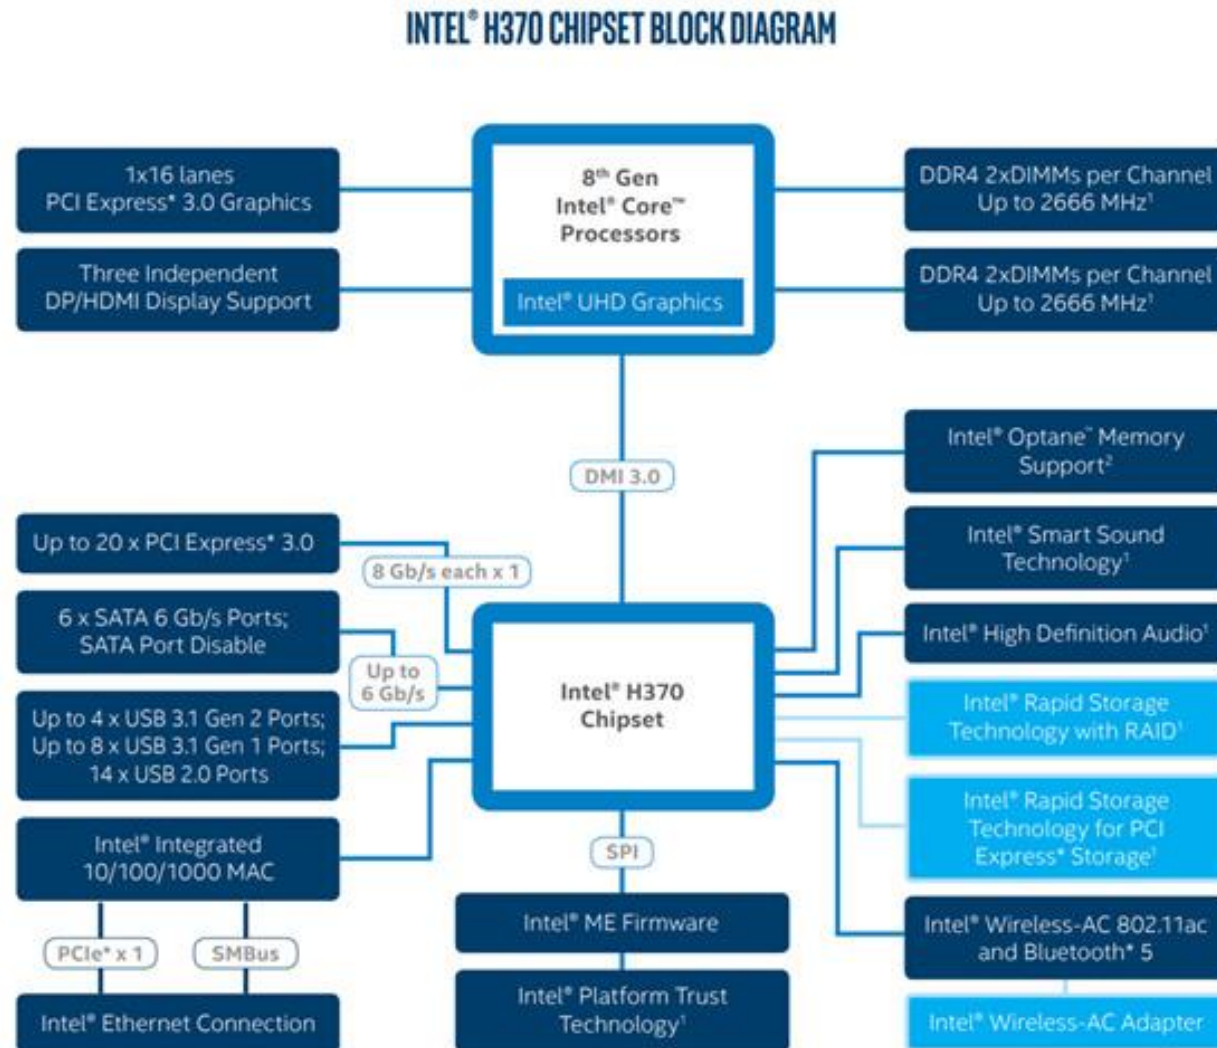 INTEL® H370 CHIPSET BLOCK DIAGRAM
1x16 lanes
PCI Express* 3.0 Graphics
Three Independent
DP/HDMI Display Support
8th Gen
Intel® Core™
Processors
Intel® UHD Graphics
DDR4 2xDIMMs per Channel
Up to 2666 MHz¹
DDR4 2xDIMMs per Channel
Up to 2666 MHz¹
DMI 3.0
Up to 20 x PCI Express* 3.0
8 Gb/s each x 1
6 x SATA 6 Gb/s Ports;
SATA Port Disable
Up to
6 Gb/s
Up to 4 x USB 3.1 Gen 2 Ports;
Up to 8 x USB 3.1 Gen 1 Ports;
14 x USB 2.0 Ports
Intel® Integrated
10/100/1000 MAC
PCIe* x 1
SMBus
Intel® Ethernet Connection
Intel® H370
Chipset
SPI
Intel® ME Firmware
Intel® Platform Trust
Technology¹
Intel® Optane™ Memory
Support²
Intel® Smart Sound
Technology¹
Intel® High Definition Audio¹
Intel® Rapid Storage
Technology with RAID¹
Intel® Rapid Storage
Technology for PCI
Express* Storage¹
Intel® Wireless-AC 802.11ac
and Bluetooth* 5
Intel® Wireless-AC Adapter